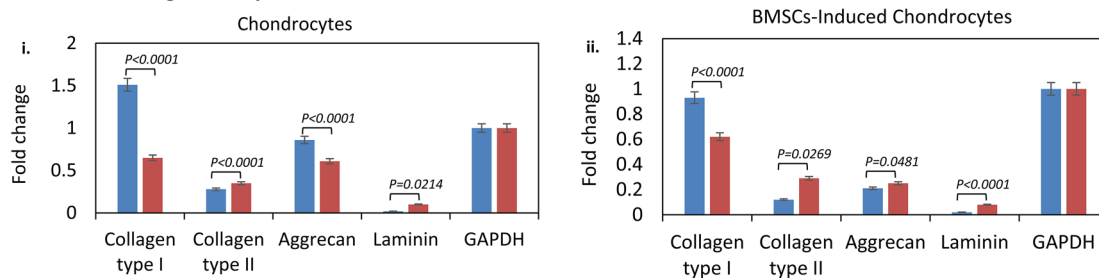 Chondrocytes
i.
Fold change
2
1.5
1
0.5
0
P<0.0001
P<0.0001
P<0.0001
P=0.0214
Collagen type I
Collagen type II
Aggrecan
Laminin
GAPDH
BMSCs-Induced Chondrocytes
ii.
Fold change
1.4
1.2
1
0.8
0.6
0.4
0.2
0
P<0.0001
P=0.0269
P=0.0481
P<0.0001
Collagen type I
Collagen type II
Aggrecan
Laminin
GAPDH